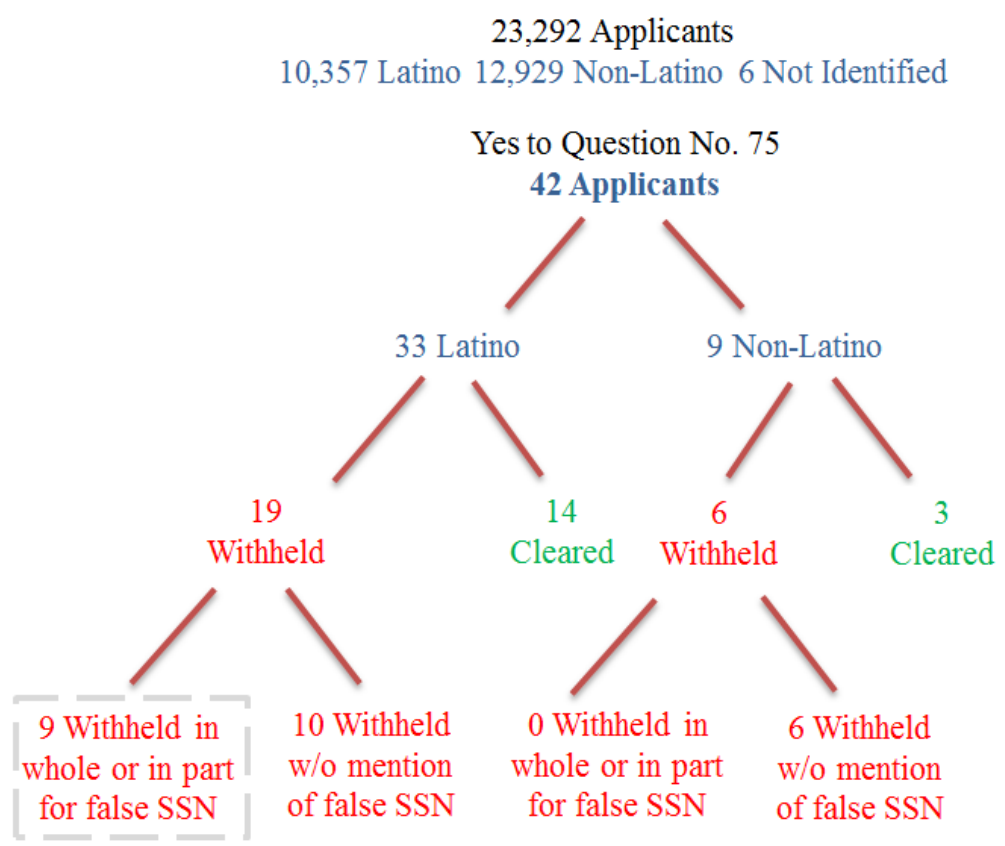 23,292 Applicants
10,357 Latino 12,929 Non-Latino 6 Not Identified
Yes to Question No. 75
42 Applicants
33 Latino
9 Non-Latino
19
Withheld
14
Cleared
6
Withheld
3
Cleared
9 Withheld in
whole or in part
for false SSN
10 Withheld
w/o mention
of false SSN
0 Withheld in
whole or in part
for false SSN
6 Withheld
w/o mention
of false SSN